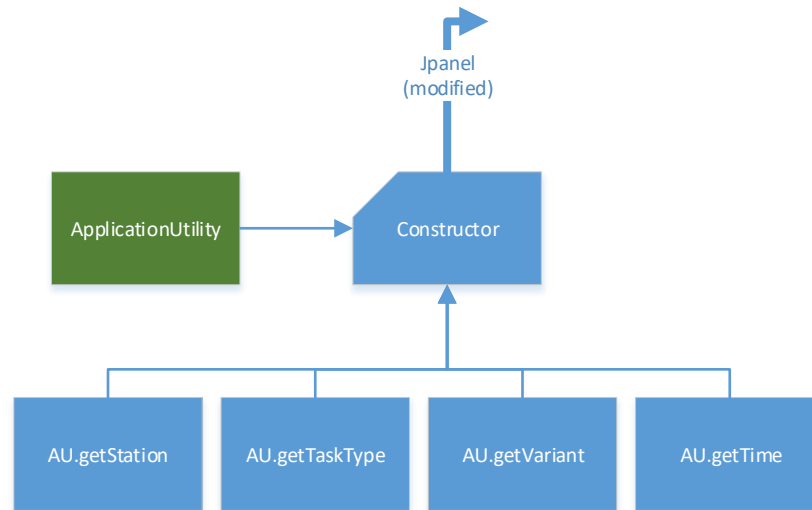 Jpanel
(modified)
ApplicationUtility
Constructor
AU.getStation
AU.getTaskType
AU.getVariant
AU.getTime